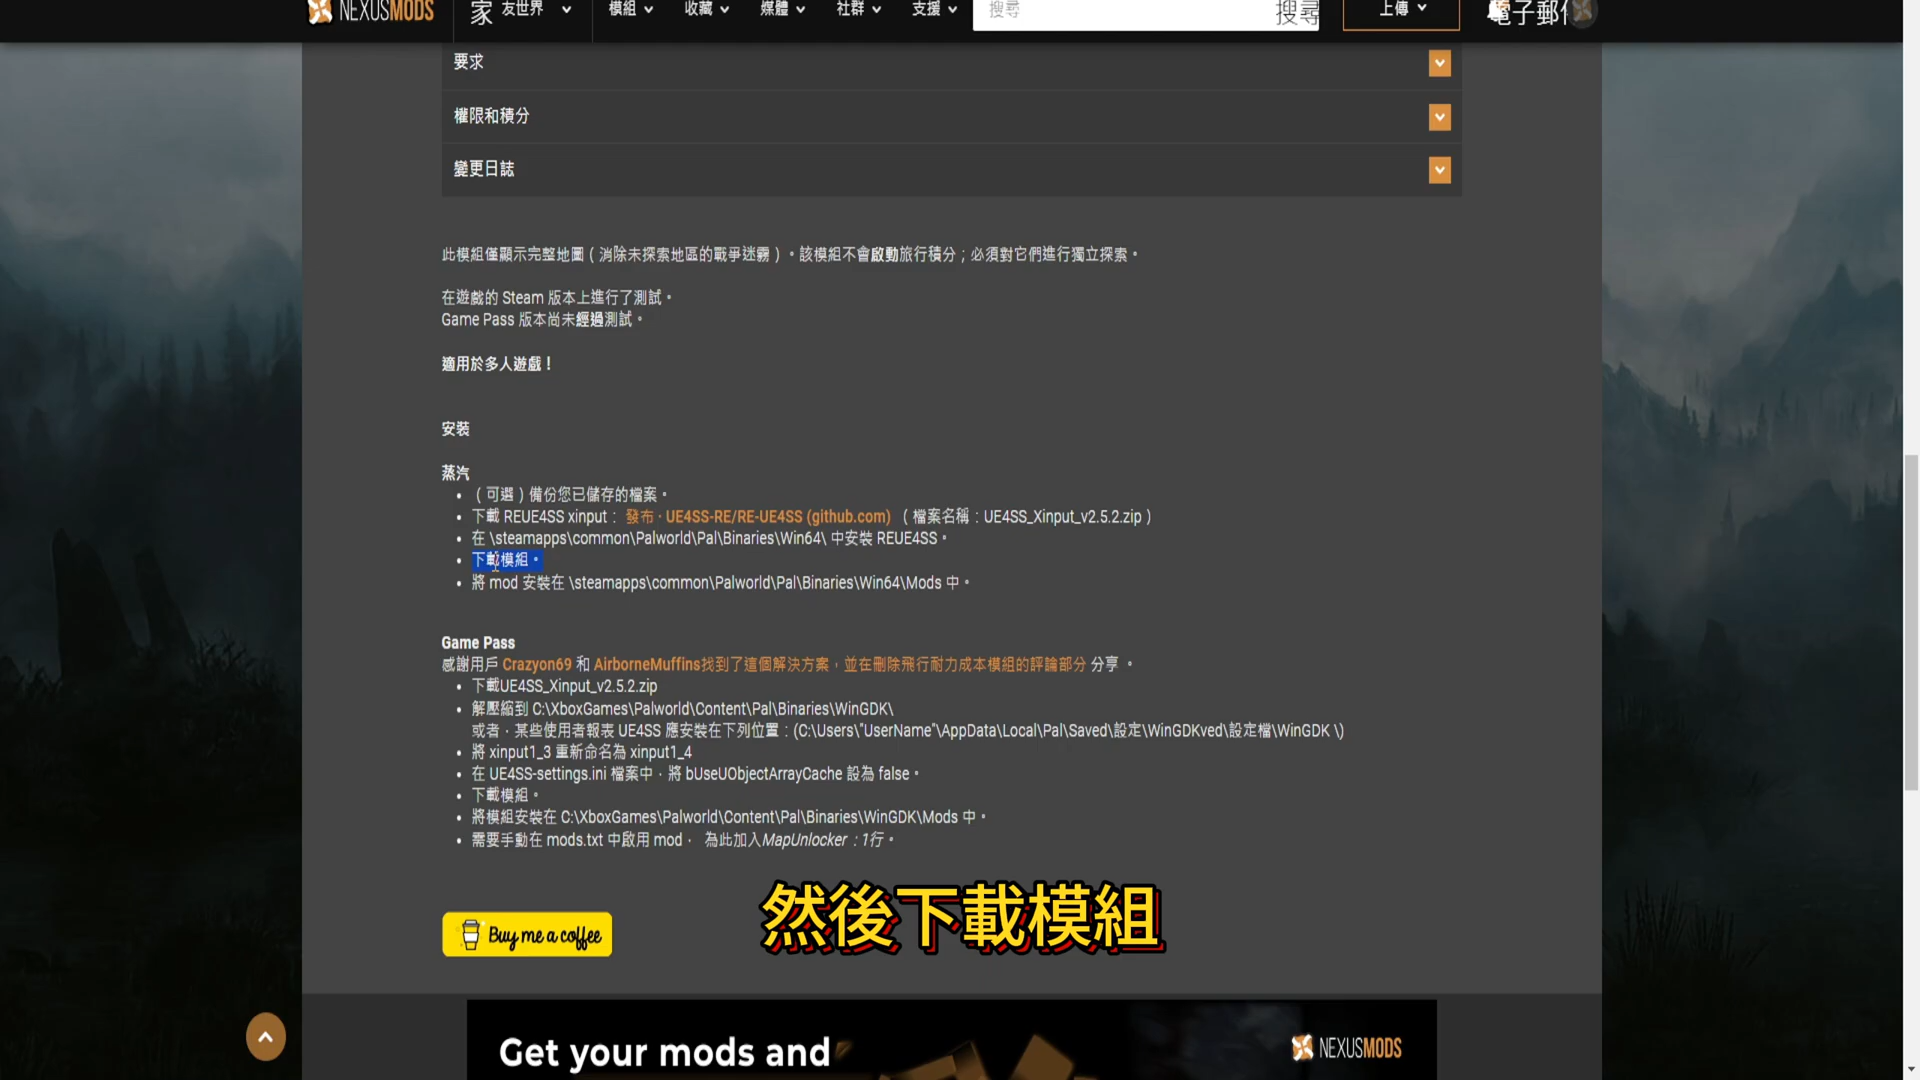 NEXUSMODS 家 友世界 模組 收藏 媒體 社群 支援 搜尋 搜尋 上傳 電子郵件
要求
權限和積分
變更日誌
此模組僅顯示完整地圖（消除未探索地區的戰爭迷霧）。該模組不會啟動旅行積分；必須對它們進行獨立探索。
在遊戲的 Steam 版本上進行了測試。
Game Pass 版本尚未經過測試。
適用於多人遊戲！
安裝
蒸汽
（可選）備份您已儲存的檔案。
下載 REUE4SS xinput： 發布 · UE4SS-RE/RE-UE4SS (github.com) （檔案名稱：UE4SS_Xinput_v2.5.2.zip）
在 \steamapps\common\Palworld\Pal\Binaries\Win64\ 中安裝 REUE4SS。
下載模組。
將 mod 安裝在 \steamapps\common\Palworld\Pal\Binaries\Win64\Mods 中。
Game Pass
感謝用戶 Crazyon69 和 AirborneMuffins找到了這個解決方案，並在刪除飛行耐力成本模組的評論部分 分享 。
下載UE4SS_Xinput_v2.5.2.zip
解壓縮到 C:\XboxGames\Palworld\Content\Pal\Binaries\WinGDK\
或者，某些使用者報表 UE4SS 應安裝在下列位置：(C:\Users\"UserName"\AppData\Local\Pal\Saved\設定\WinGDKved\設定檔\WinGDK \)
將 xinput1_3 重新命名為 xinput1_4
在 UE4SS-settings.ini 檔案中，將 bUseUObjectArrayCache 設為 false。
下載模組。
將模組安裝在 C:\XboxGames\Palworld\Content\Pal\Binaries\WinGDK\Mods 中。
需要手動在 mods.txt 中啟用 mod， 為此加入MapUnlocker : 1行。
然後下載模組
Buy me a coffee
Get your mods and
NEXUSMODS